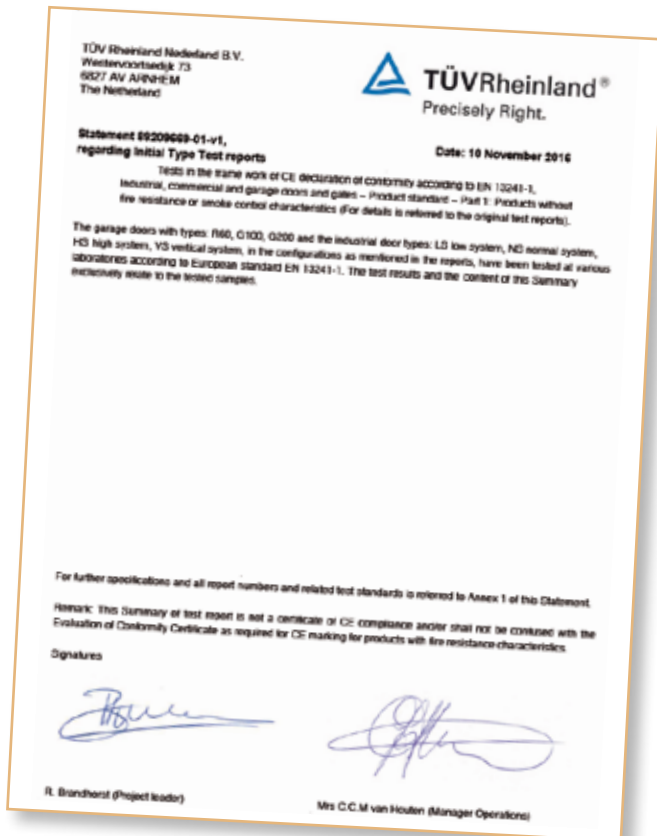 TÜV Rheinland Nederland B.V.
Westervoortsedijk 73
6827 AV ARNHEM
The Netherland
TÜVRheinland®
Precisely Right.
Statement 89209669-01-v1,
regarding Initial Type Test reports
Date: 10 November 2016
Tests in the frame work of CE declaration of conformity according to EN 13241-1,
Industrial, commercial and garage doors and gates – Product standard – Part 1: Products without
fire resistance or smoke control characteristics (For details is referred to the original test reports).
The garage doors with types: R60, G100, G200 and the industrial door types: LS low system, NS normal system,
HS high system, VS vertical system, in the configurations as mentioned in the reports, have been tested at various
laboratories according to European standard EN 13241-1. The test results and the content of this Summary
exclusively relate to the tested samples.
For further specifications and all report numbers and related test standards is referred to Annex 1 of this Statement.
Remark: This Summary of test report is not a certificate of CE compliance and/or shall not be confused with the
Evaluation of Conformity Certificate as required for CE marking for products with fire resistance characteristics
Signatures
R. Brandhorst (Project leader)
Mrs C.C.M van Houten (Manager Operations)